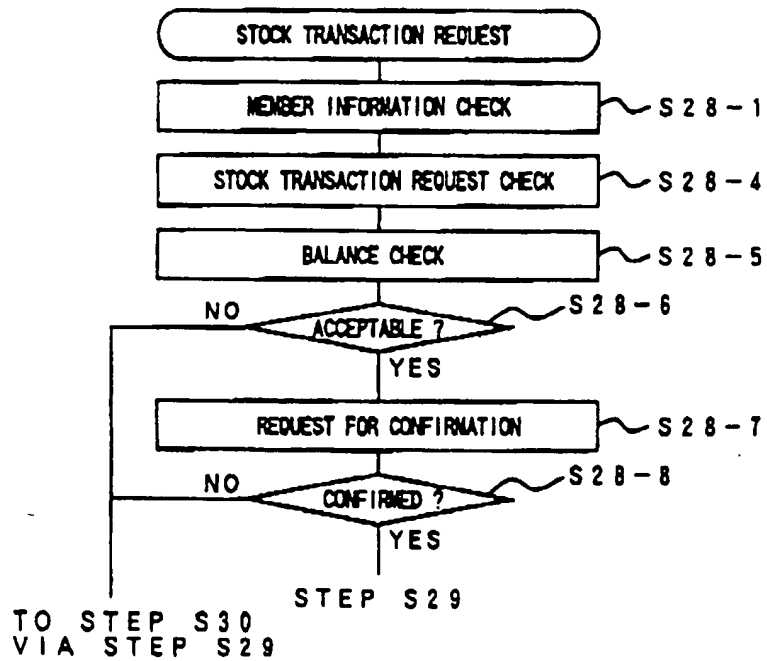 STOCK TRANSACTION REQUEST
MEMBER INFORMATION CHECK
S28-1
STOCK TRANSACTION REQUEST CHECK
S28-4
BALANCE CHECK
S28-5
S28-6
NO
ACCEPTABLE ?
YES
REQUEST FOR CONFIRMATION
S28-7
S28-8
NO
CONFIRMED ?
YES
STEP S29
TO STEP S30
VIA STEP S29